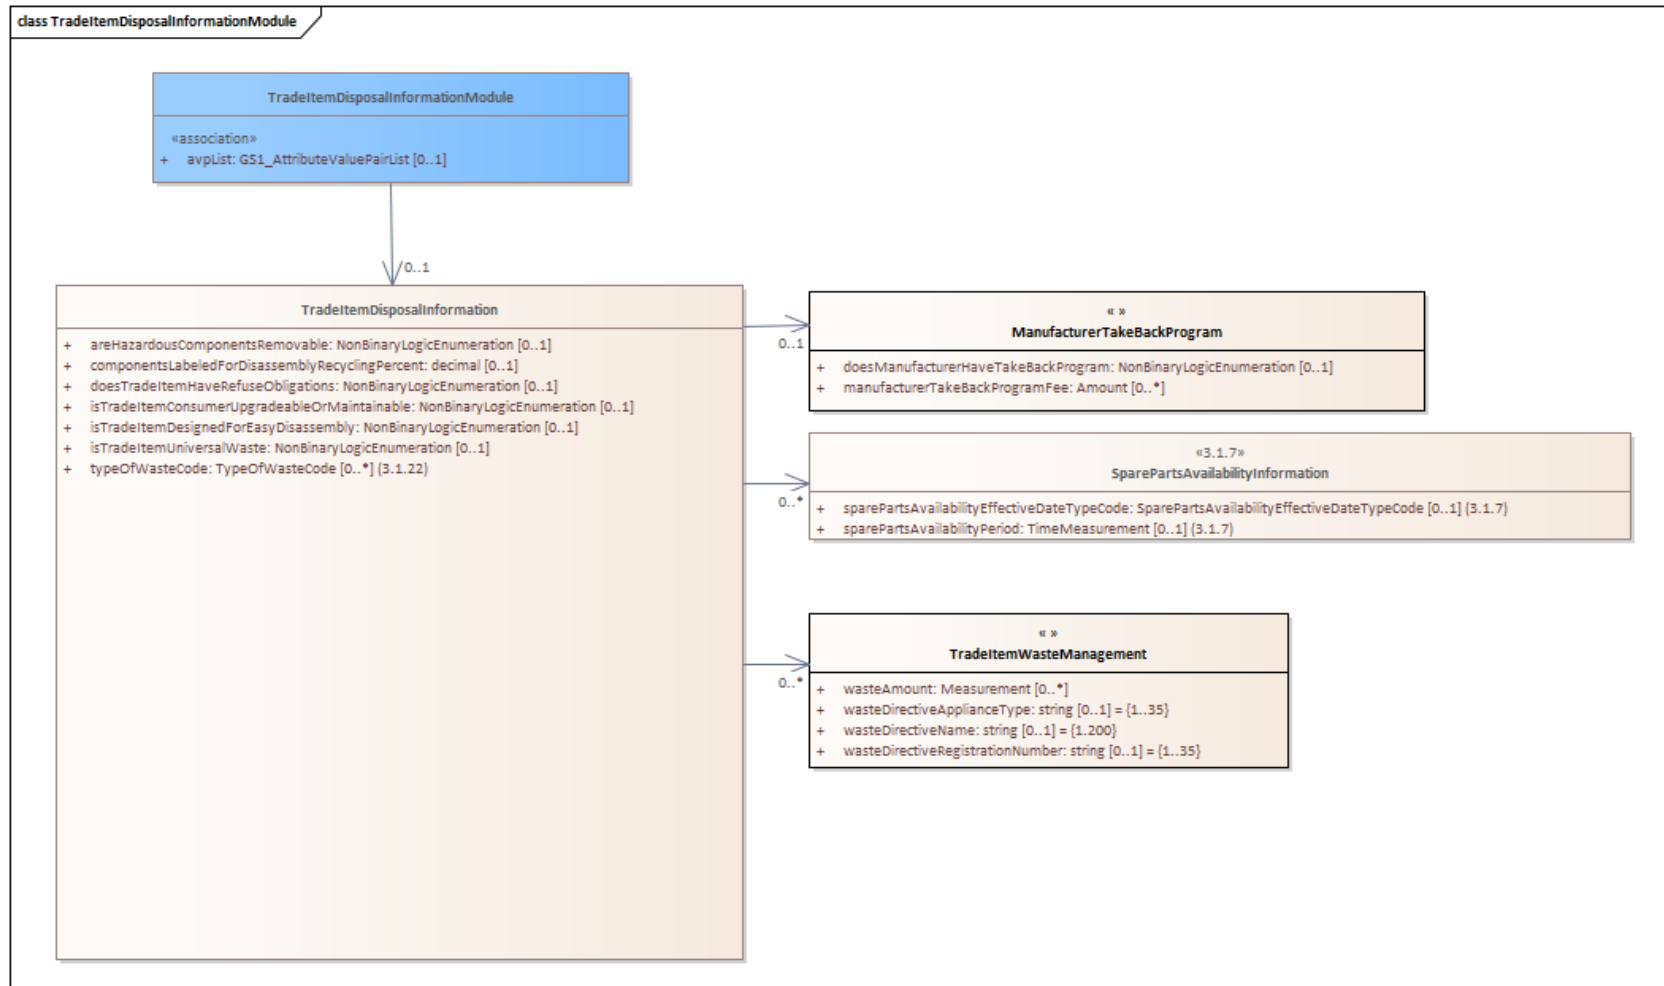 class TradeItemDisposalInformationModule
TradeItemDisposalInformationModule
«association»
+ avpList: GS1_AttributeValuePairList [0..1]
0..1
TradeItemDisposalInformation
+ areHazardousComponentsRemovable: NonBinaryLogicEnumeration [0..1]
+ componentsLabeledForDisassemblyRecyclingPercent: decimal [0..1]
+ doesTradeItemHaveRefuseObligations: NonBinaryLogicEnumeration [0..1]
+ isTradeItemConsumerUpgradeableOrMaintainable: NonBinaryLogicEnumeration [0..1]
+ isTradeItemDesignedForEasyDisassembly: NonBinaryLogicEnumeration [0..1]
+ isTradeItemUniversalWaste: NonBinaryLogicEnumeration [0..1]
+ typeOfWasteCode: TypeOfWasteCode [0..*] {3.1.22}
0..1
« »
ManufacturerTakeBackProgram
+ doesManufacturerHaveTakeBackProgram: NonBinaryLogicEnumeration [0..1]
+ manufacturerTakeBackProgramFee: Amount [0..*]
0..*
«3.1.7»
SparePartsAvailabilityInformation
+ sparePartsAvailabilityEffectiveDateTypeCode: SparePartsAvailabilityEffectiveDateTypeCode [0..1] {3.1.7}
+ sparePartsAvailabilityPeriod: TimeMeasurement [0..1] {3.1.7}
0..*
« »
TradeItemWasteManagement
+ wasteAmount: Measurement [0..*]
+ wasteDirectiveApplianceType: string [0..1] = {1..35}
+ wasteDirectiveName: string [0..1] = {1.200}
+ wasteDirectiveRegistrationNumber: string [0..1] = {1..35}